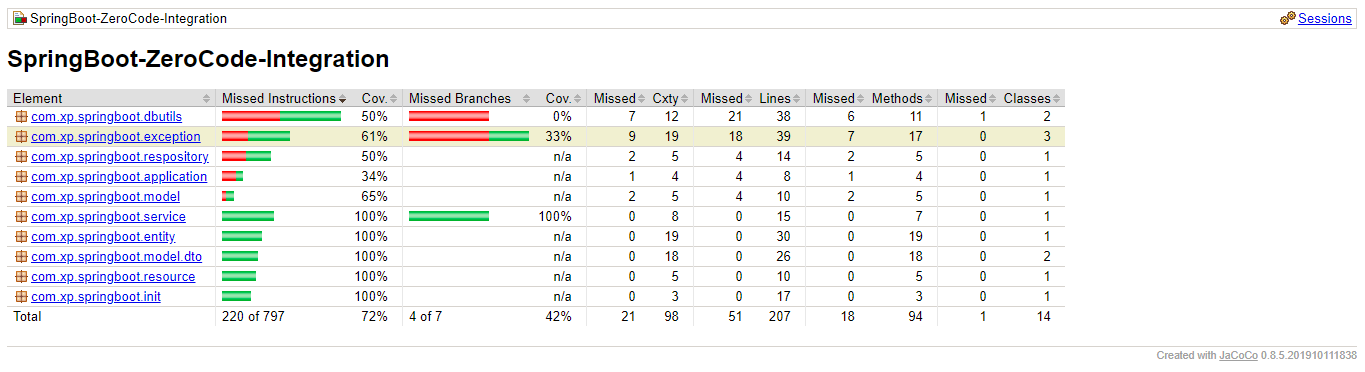 SpringBoot-ZeroCode-Integration Sessions
SpringBoot-ZeroCode-Integration
Element Missed Instructions Cov. Missed Branches Cov. Missed Cxty Missed Lines Missed Methods Missed Classes
com.xp.springboot.dbutils 50% 0% 7 12 21 38 6 11 1 2
com.xp.springboot.exception 61% 33% 9 19 18 39 7 17 0 3
com.xp.springboot.respository 50% n/a 2 5 4 14 2 5 0 1
com.xp.springboot.application 34% n/a 1 4 4 8 1 4 0 1
com.xp.springboot.model 65% n/a 2 5 4 10 2 5 0 1
com.xp.springboot.service 100% 100% 0 8 0 15 0 7 0 1
com.xp.springboot.entity 100% n/a 0 19 0 30 0 19 0 1
com.xp.springboot.model.dto 100% n/a 0 18 0 26 0 18 0 2
com.xp.springboot.resource 100% n/a 0 5 0 10 0 5 0 1
com.xp.springboot.init 100% n/a 0 3 0 17 0 3 0 1
Total 220 of 797 72% 4 of 7 42% 21 98 51 207 18 94 1 14
Created with JaCoCo 0.8.5.201910111838